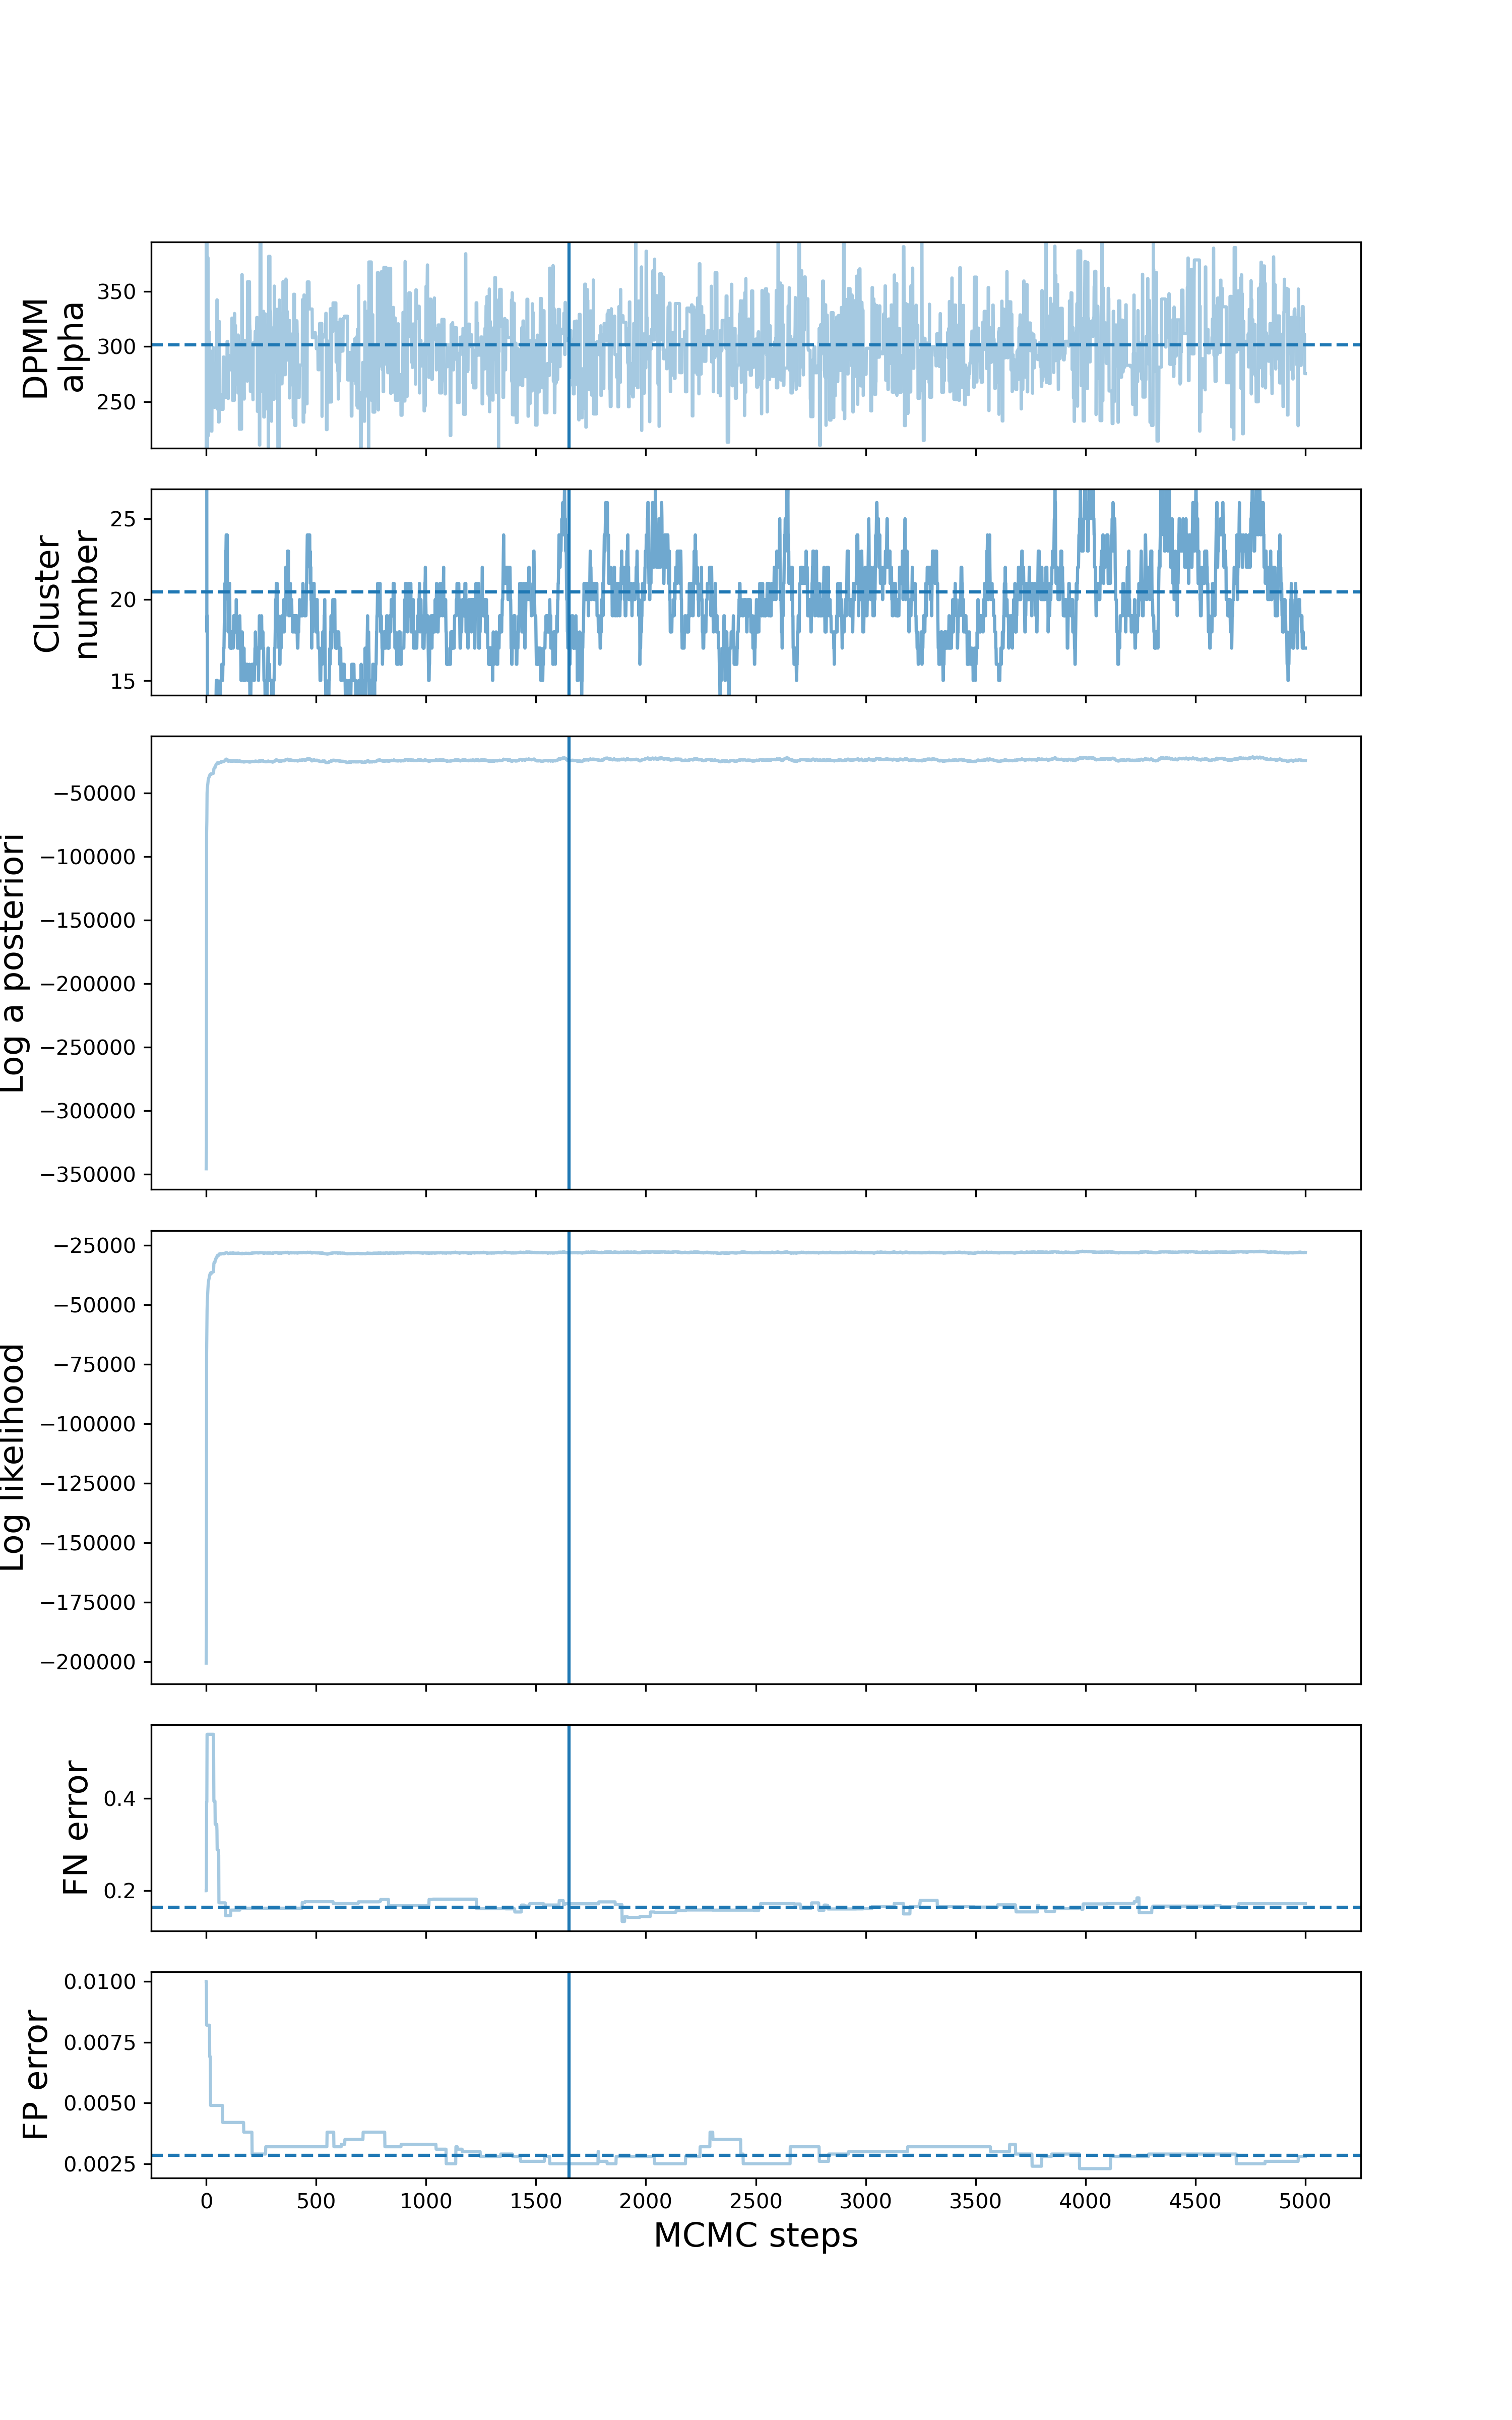 DPMM
alpha
350
300
250
Cluster
number
25
20
15
Log a posteriori
−50000
−100000
−150000
−200000
−250000
−300000
−350000
Log likelihood
−25000
−50000
−75000
−100000
−125000
−150000
−175000
−200000
FN error
0.4
0.2
FP error
0.0100
0.0075
0.0050
0.0025
0 500 1000 1500 2000 2500 3000 3500 4000 4500 5000
MCMC steps